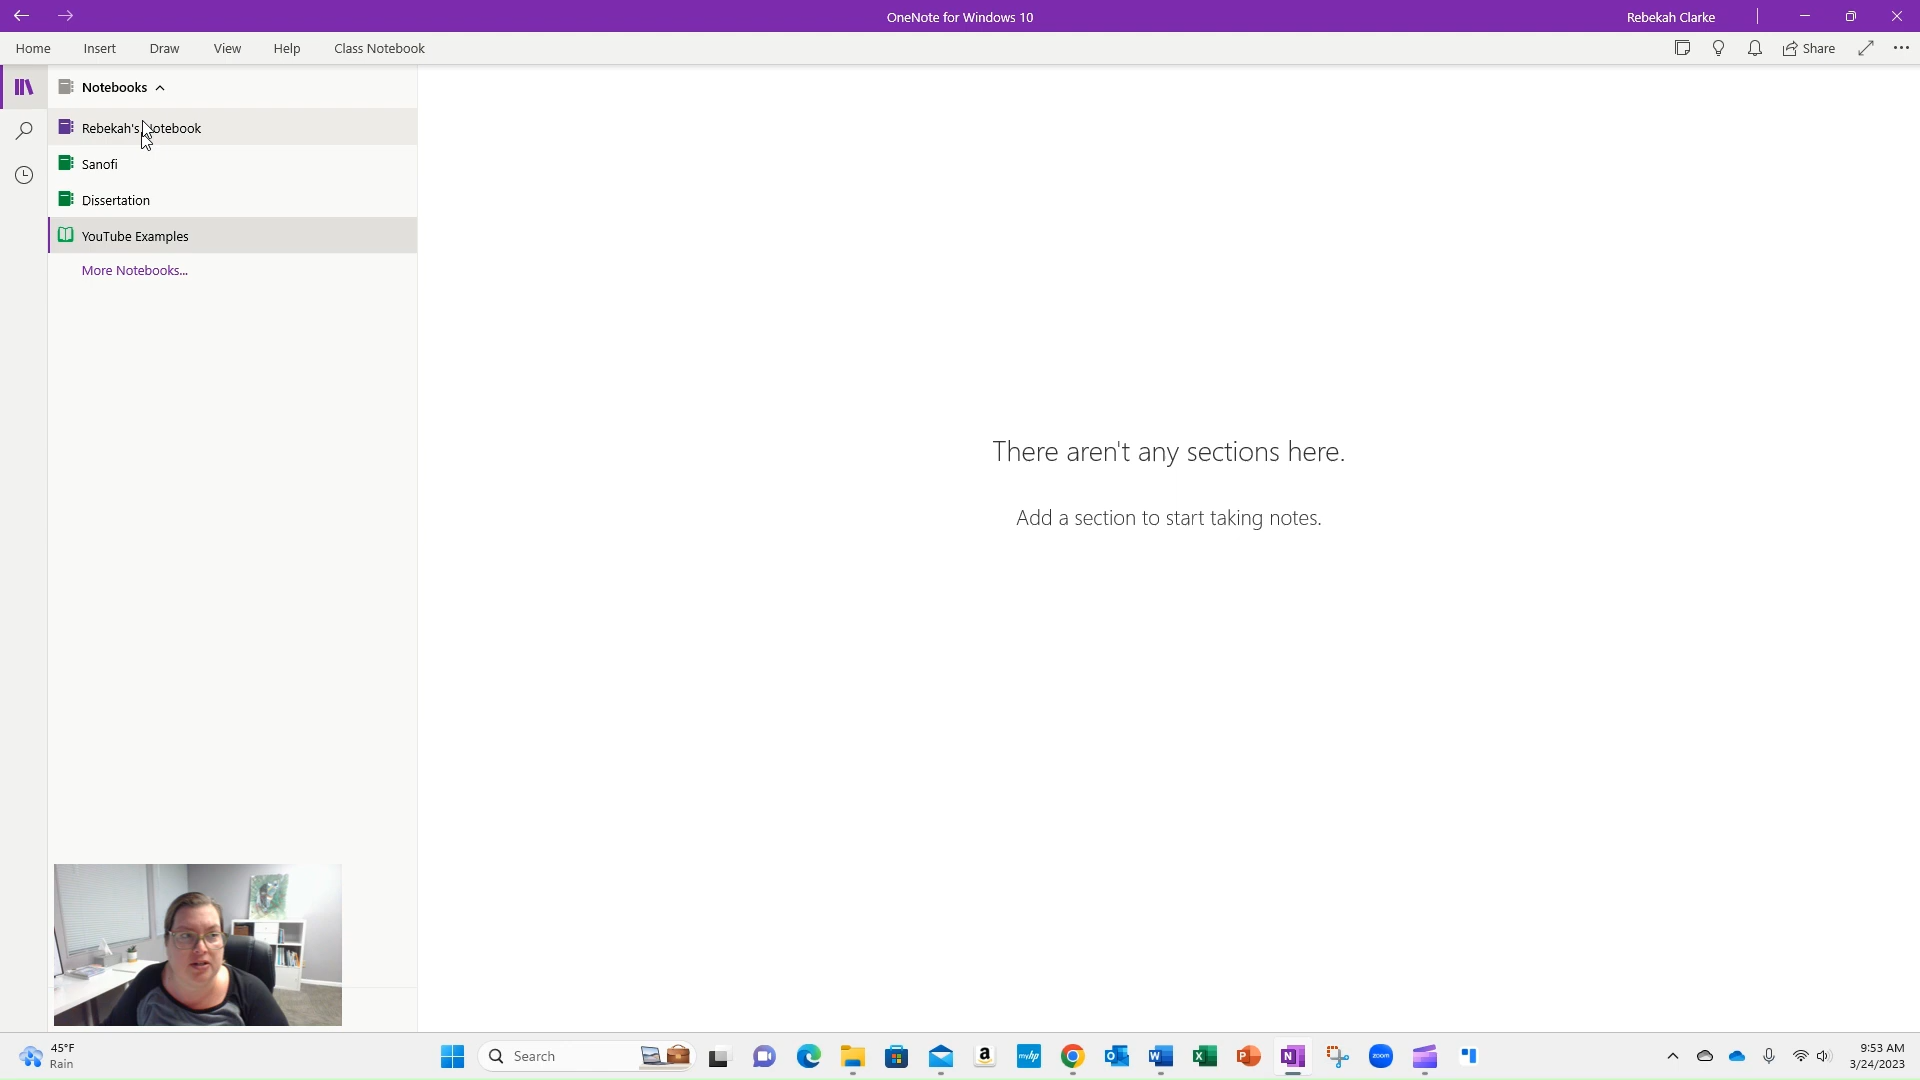 OneNote for Windows 10
Rebekah Clarke
Home Insert Draw View Help Class Notebook
Share
Notebooks
Rebekah's Notebook
Sanofi
Dissertation
YouTube Examples
More Notebooks...
There aren't any sections here.
Add a section to start taking notes.
45°F
Rain
Search
a
myhp
zoom
9:53 AM
3/24/2023